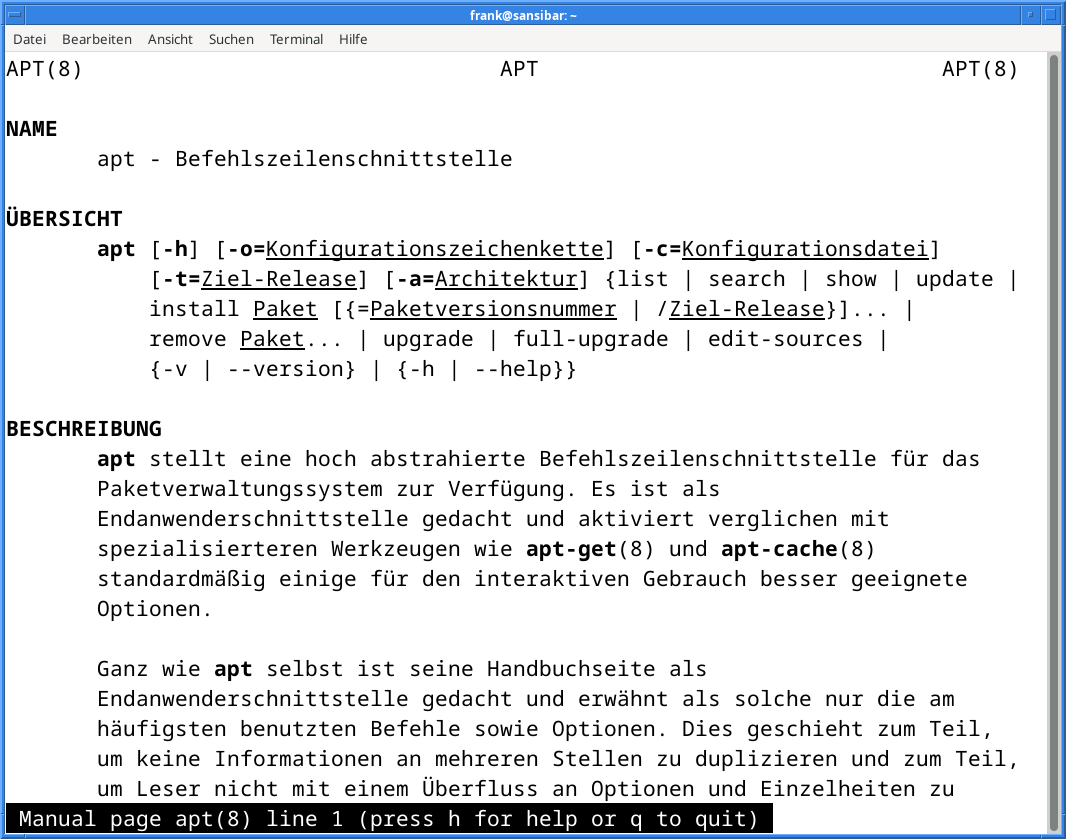 frank@sansibar: ~
Datei Bearbeiten Ansicht Suchen Terminal Hilfe
APT(8) APT APT(8)
NAME
apt - Befehlszeilenschnittstelle
ÜBERSICHT
apt [-h] [-o=Konfigurationszeichenkette] [-c=Konfigurationsdatei]
[-t=Ziel-Release] [-a=Architektur] {list | search | show | update |
install Paket [{=Paketversionsnummer | /Ziel-Release}]... |
remove Paket... | upgrade | full-upgrade | edit-sources |
{-v | --version} | {-h | --help}}
BESCHREIBUNG
apt stellt eine hoch abstrahierte Befehlszeilenschnittstelle für das
Paketverwaltungssystem zur Verfügung. Es ist als
Endanwenderschnittstelle gedacht und aktiviert verglichen mit
spezialisierteren Werkzeugen wie apt-get(8) und apt-cache(8)
standardmäßig einige für den interaktiven Gebrauch besser geeignete
Optionen.
Ganz wie apt selbst ist seine Handbuchseite als
Endanwenderschnittstelle gedacht und erwähnt als solche nur die am
häufigsten benutzten Befehle sowie Optionen. Dies geschieht zum Teil,
um keine Informationen an mehreren Stellen zu duplizieren und zum Teil,
um Leser nicht mit einem Überfluss an Optionen und Einzelheiten zu
Manual page apt(8) line 1 (press h for help or q to quit)